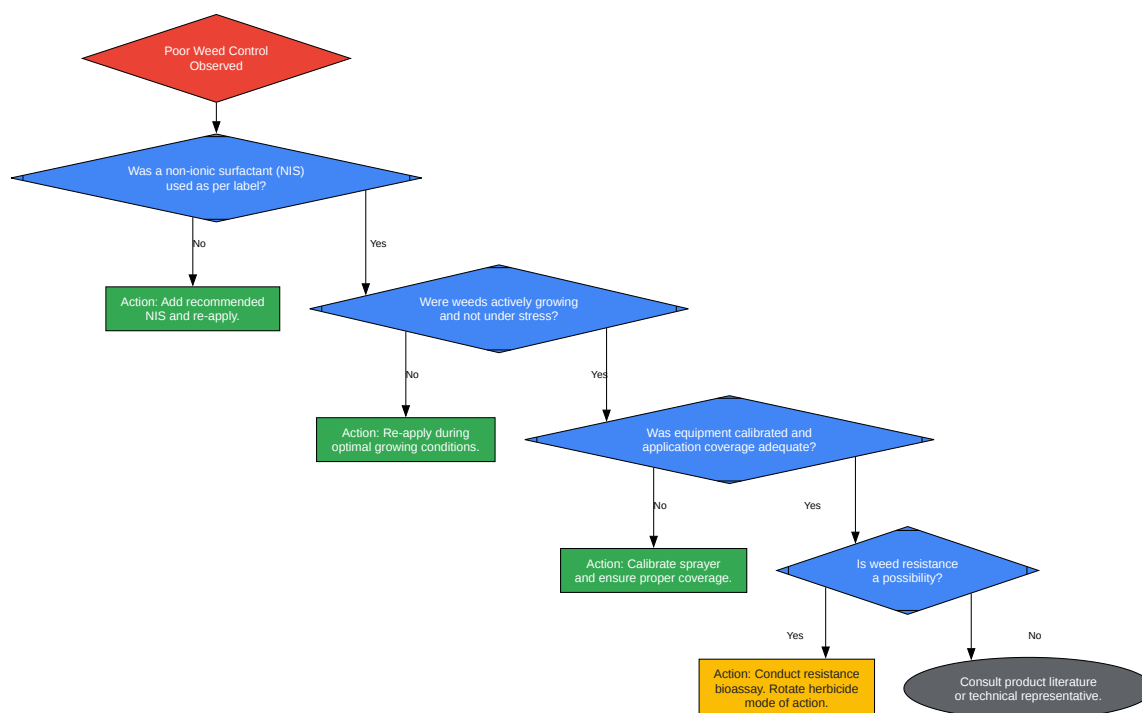 Poor Weed Control
Observed
Was a non-ionic surfactant (NIS)
used as per label?
No
Yes
Action: Add recommended
NIS and re-apply.
Were weeds actively growing
and not under stress?
No
Yes
Action: Re-apply during
optimal growing conditions.
Was equipment calibrated and
application coverage adequate?
No
Yes
Action: Calibrate sprayer
and ensure proper coverage.
Is weed resistance
a possibility?
Yes
No
Action: Conduct resistance
bioassay. Rotate herbicide
mode of action.
Consult product literature
or technical representative.